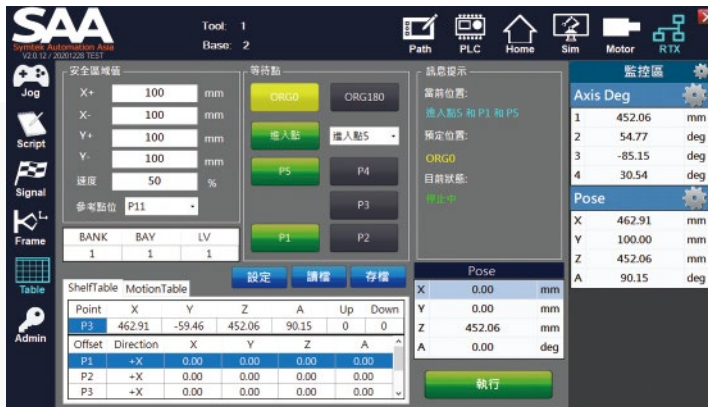 SAA
Symtek Automation Asia
V2.0.12 / 20201228 TEST
Tool: 1
Base: 2
Path PLC Home Sim Motor RTX
Jog
Script
Signal
Frame
Table
Admin
安全區域值
X+ 100 mm
X- 100 mm
Y+ 100 mm
Y- 100 mm
速度 50 %
參考點位 P11
BANK BAY LV
1 1 1
等待點
ORG0 ORG180
進入點 進入點5
P5 P4
P3
P1 P2
訊息提示
當前位置:
進入點5 和 P1 和 P5
預定位置:
ORG0
目前狀態:
停止中
設定 讀檔 存檔
ShelfTable MotionTable
Point X Y Z A Up Down
P3 462.91 -59.46 452.06 90.15 0 0
Offset Direction X Y Z A
P1 +X 0.00 0.00 0.00 0.00
P2 +X 0.00 0.00 0.00 0.00
P3 +X 0.00 0.00 0.00 0.00
Pose
X 0.00 mm
Y 0.00 mm
Z 452.06 mm
A 0.00 deg
執行
監控區
Axis Deg
1 452.06 mm
2 54.77 deg
3 -85.15 deg
4 30.54 deg
Pose
X 462.91 mm
Y 100.00 mm
Z 452.06 mm
A 90.15 deg